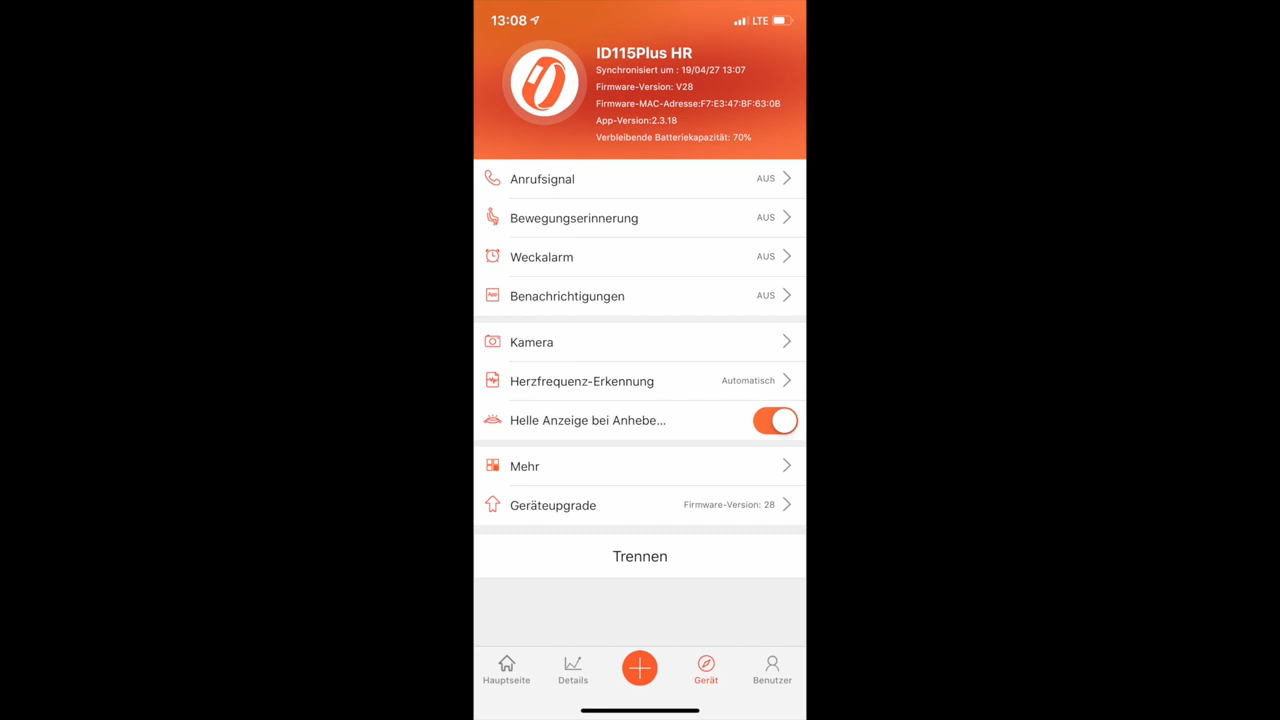 13:08
LTE
ID115Plus HR
Synchronisiert um : 19/04/27 13:07
Firmware-Version: V28
Firmware-MAC-Adresse:F7:E3:47:BF:63:0B
App-Version:2.3.18
Verbleibende Batteriekapazität: 70%
Anrufsignal AUS
Bewegungserinnerung AUS
Weckalarm AUS
App Benachrichtigungen AUS
Kamera
Herzfrequenz-Erkennung Automatisch
Helle Anzeige bei Anhebe...
Mehr
Geräteupgrade Firmware-Version: 28
Trennen
Hauptseite Details Gerät Benutzer